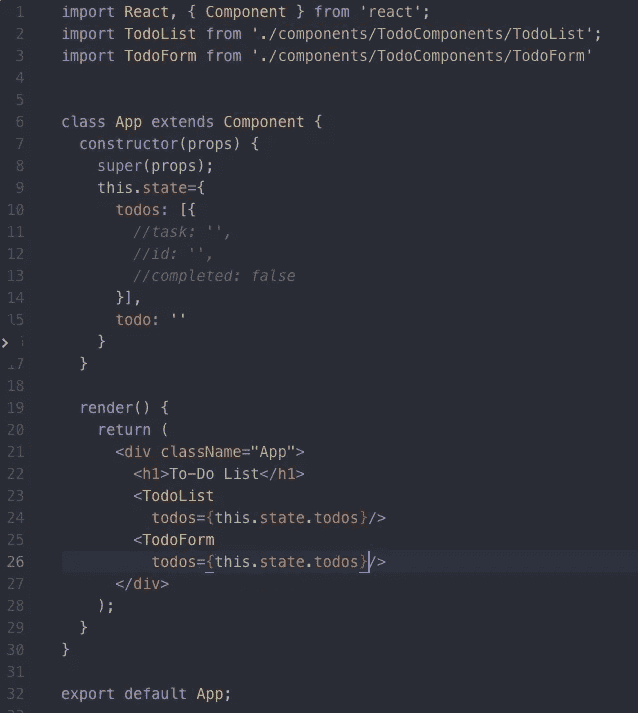 1 import React, { Component } from 'react';
2 import TodoList from './components/TodoComponents/TodoList';
3 import TodoForm from './components/TodoComponents/TodoForm'
4
5
6 class App extends Component {
7 constructor(props) {
8 super(props);
9 this.state={
10 todos: [{
11 //task: '',
12 //id: '',
13 //completed: false
14 }],
15 todo: ''
}
17 }
18
19 render() {
20 return (
21 <div className="App">
22 <h1>To-Do List</h1>
23 <TodoList
24 todos={this.state.todos}/>
25 <TodoForm
26 todos={this.state.todos}/>
27 </div>
28 );
29 }
30 }
31
32 export default App;